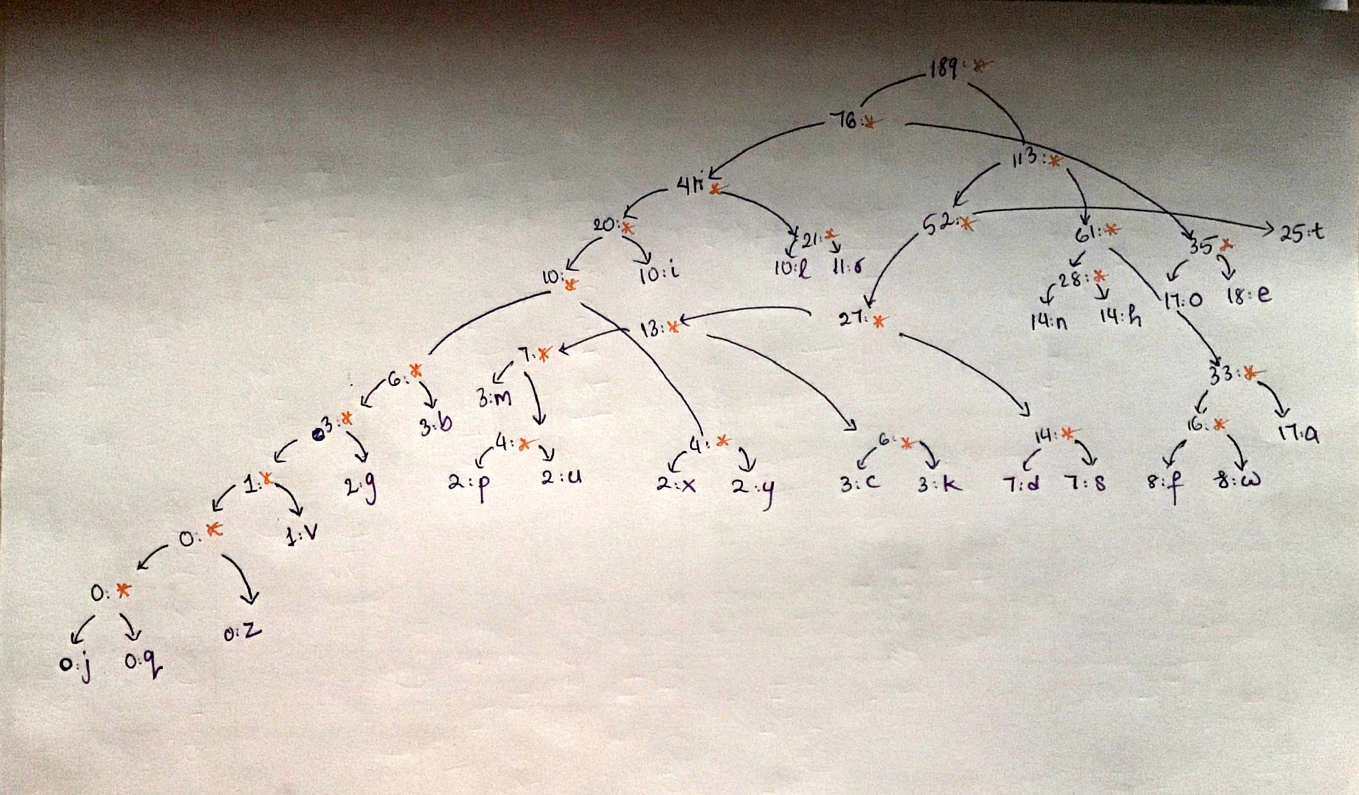 189:*
76:*
113:*
41:*
52:*
20:*
21:*
61:*
35*
25:t
10:*
10:i
10:l
11:r
28:*
17:o
18:e
14:n
14:h
13:*
27:*
7:*
6:*
33:*
3:m
3:*
3:b
4:*
4:*
6:*
14:*
16:*
17:a
1:*
2:g
2:p
2:u
2:x
2:y
3:c
3:k
7:d
7:s
8:f
8:w
0:*
1:v
0:*
0:z
0:j
0:q